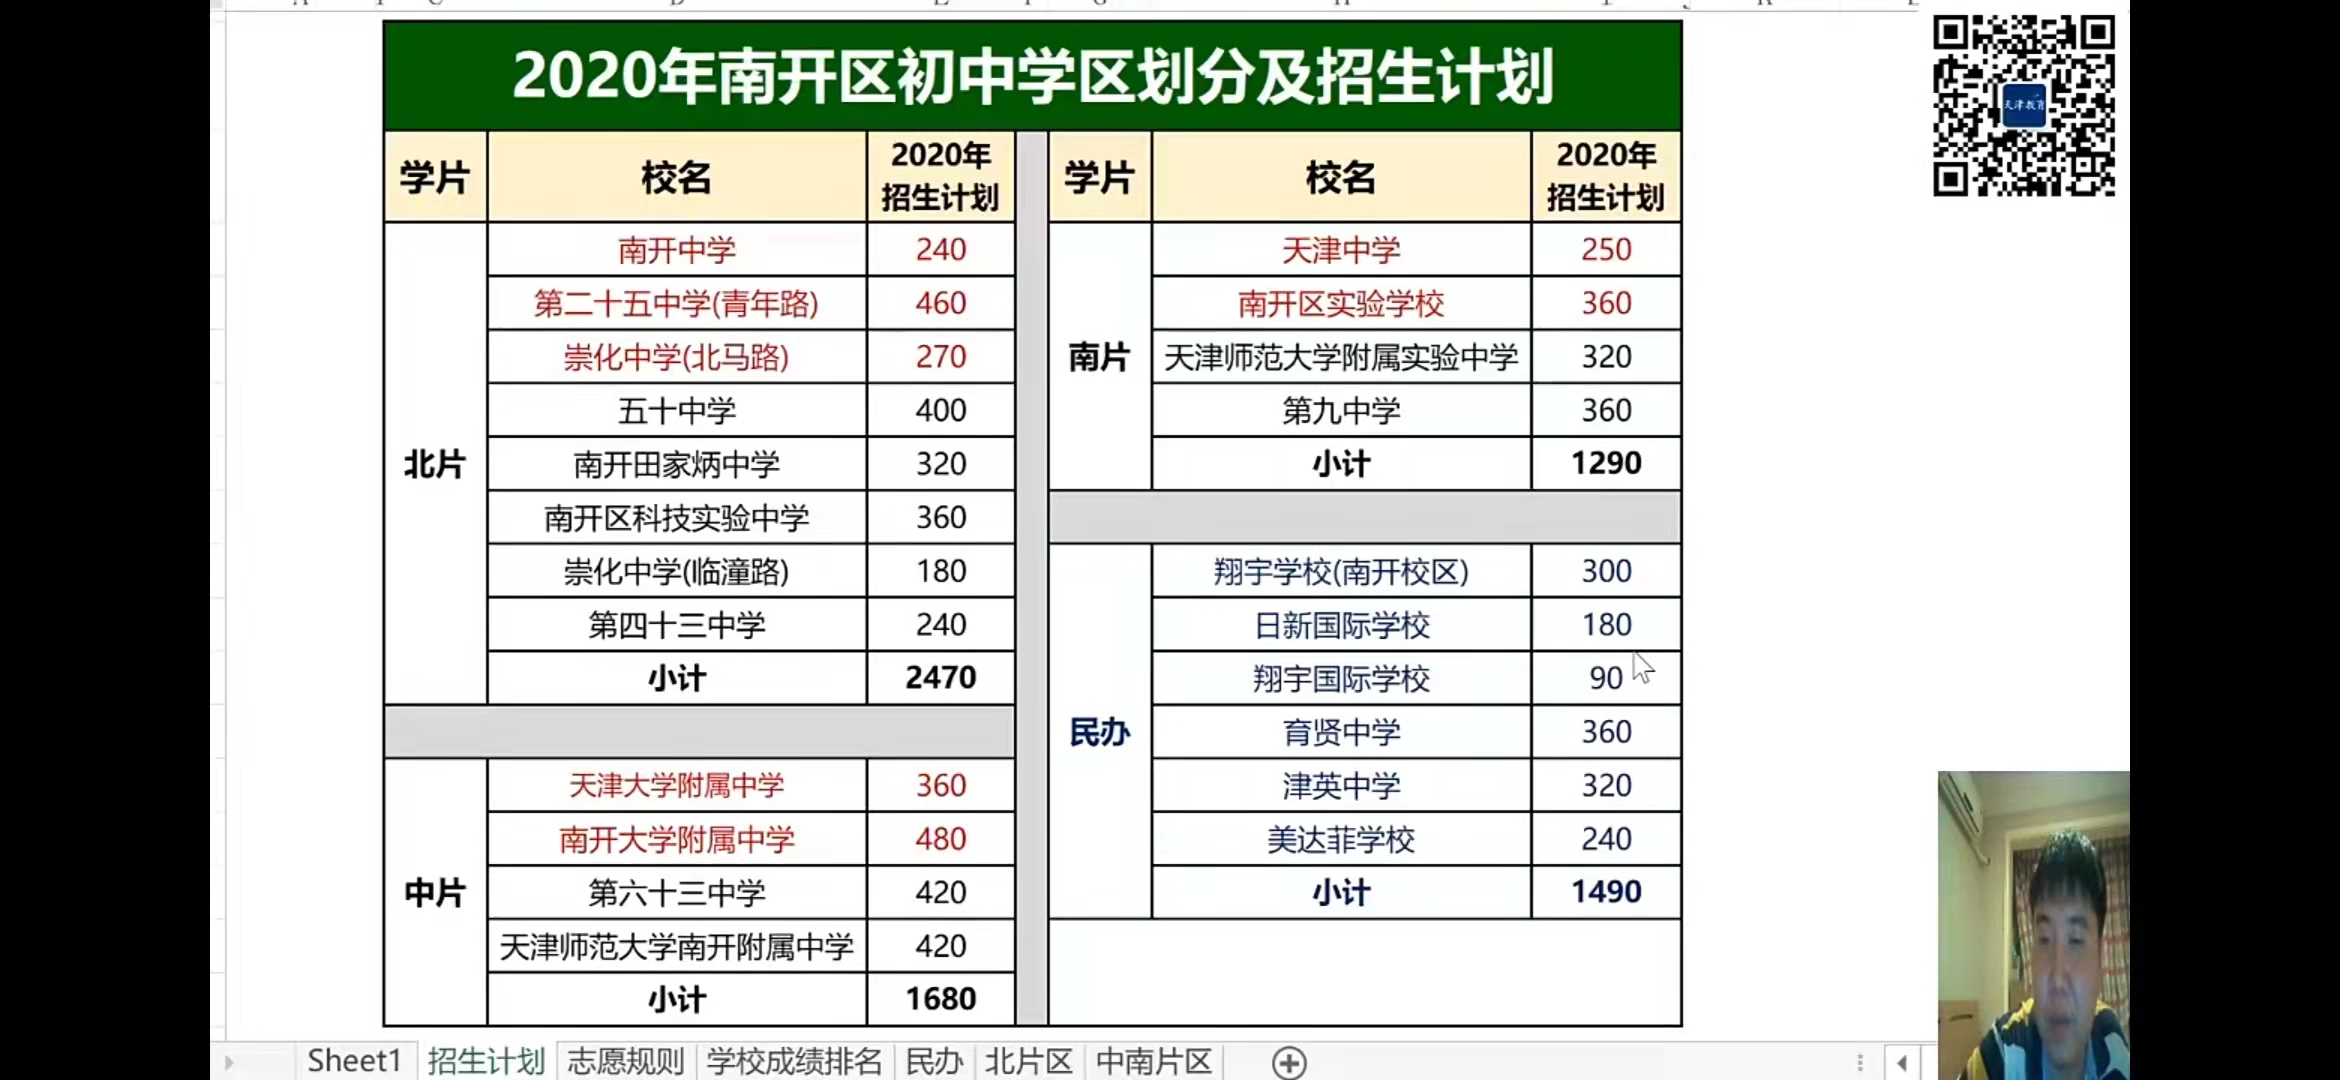 2020年南开区初中学区划分及招生计划
学片 校名 2020年招生计划
北片
南开中学 240
第二十五中学(青年路) 460
崇化中学(北马路) 270
五十中学 400
南开田家炳中学 320
南开区科技实验中学 360
崇化中学(临潼路) 180
第四十三中学 240
小计 2470
中片
天津大学附属中学 360
南开大学附属中学 480
第六十三中学 420
天津师范大学南开附属中学 420
小计 1680
学片 校名 2020年招生计划
南片
天津中学 250
南开区实验学校 360
天津师范大学附属实验中学 320
第九中学 360
小计 1290
民办
翔宇学校(南开校区) 300
日新国际学校 180
翔宇国际学校 90
育贤中学 360
津英中学 320
美达菲学校 240
小计 1490
天津教育
Sheet1 招生计划 志愿规则 学校成绩排名 民办 北片区 中南片区